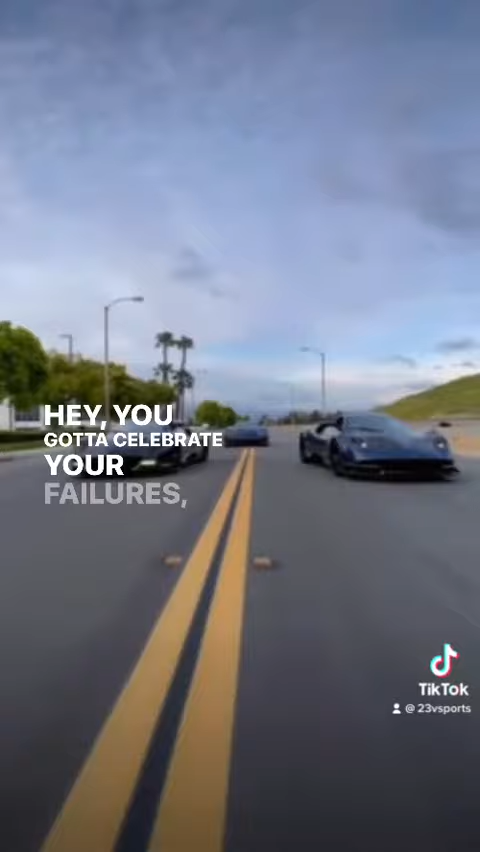 HEY, YOU
GOTTA CELEBRATE
YOUR
FAILURES,
TikTok
@ 23vsports